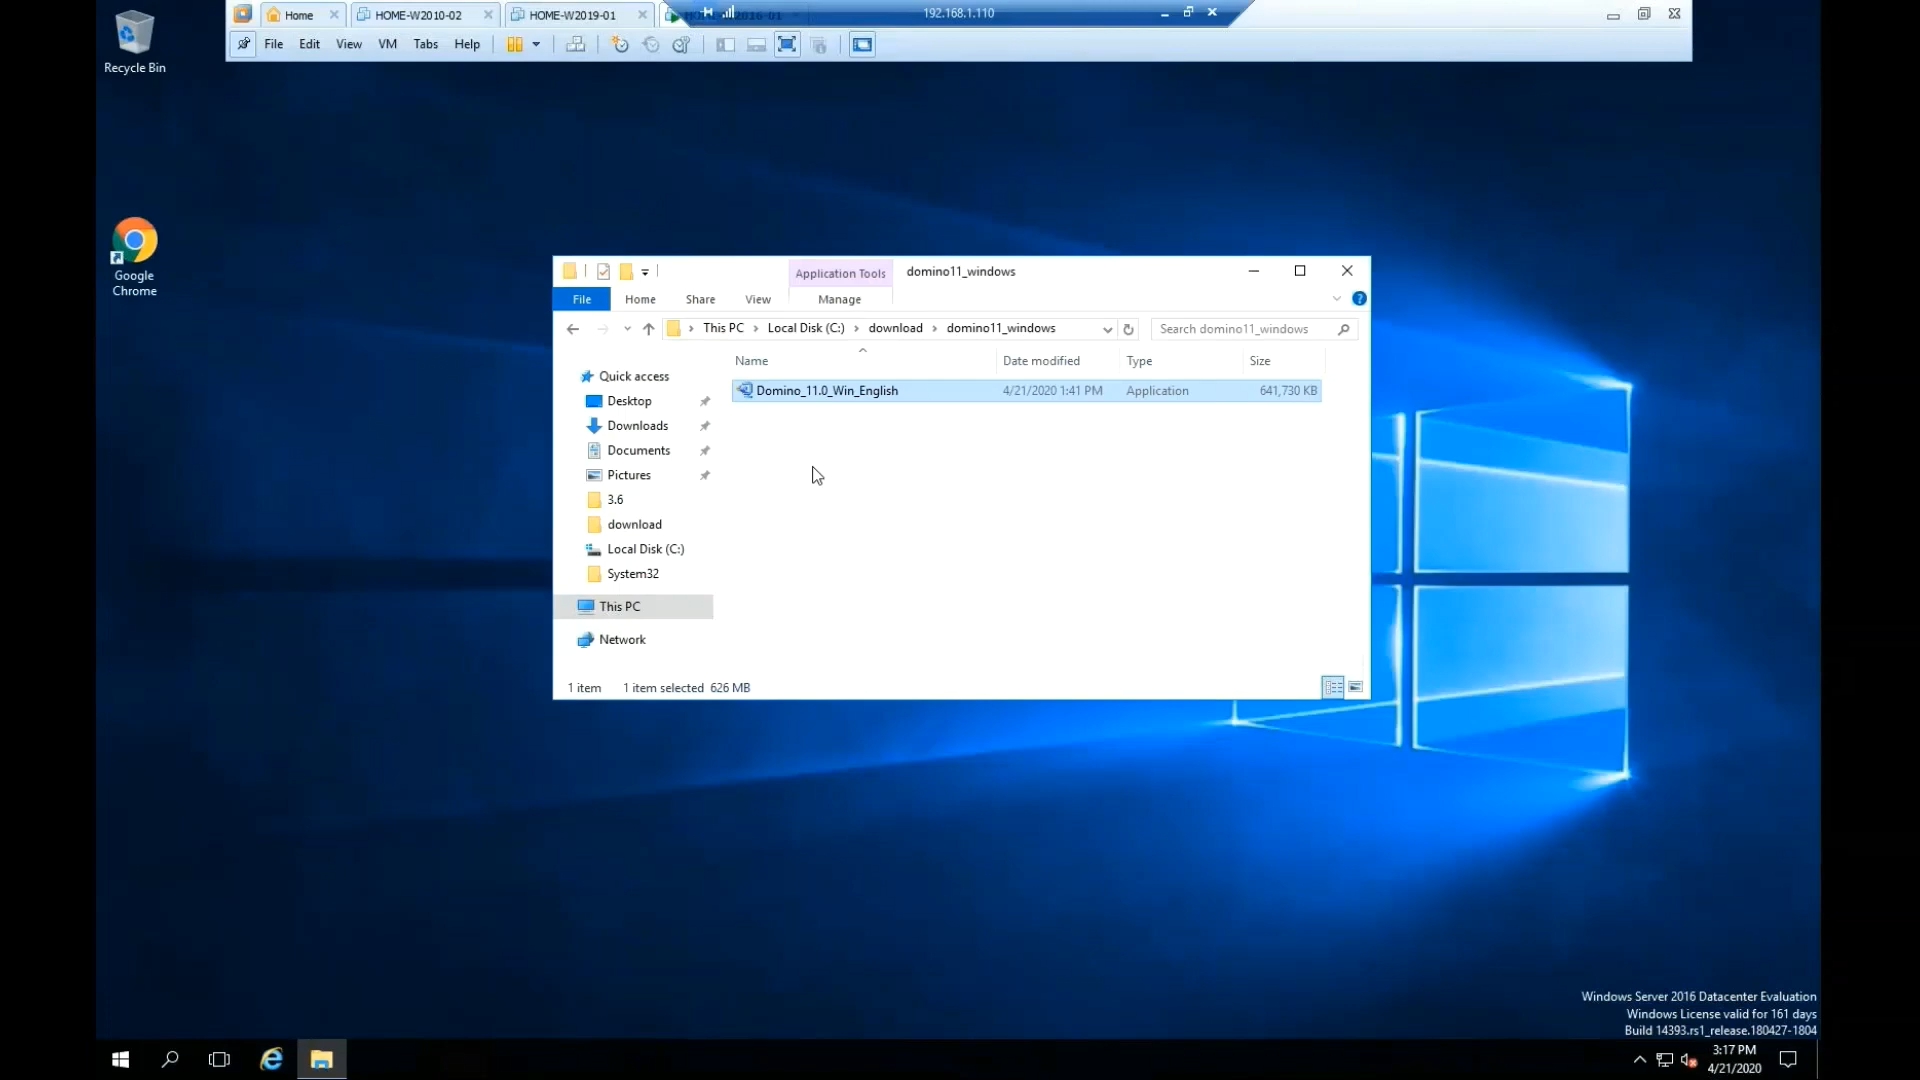 Recycle Bin
Home
HOME-W2010-02
HOME-W2019-01
192.168.1.110
File Edit View VM Tabs Help
Google
Chrome
Application Tools
domino11_windows
File Home Share View Manage
This PC > Local Disk (C:) > download > domino11_windows
Search domino11_windows
Name Date modified Type Size
Domino_11.0_Win_English 4/21/2020 1:41 PM Application 641,730 KB
Quick access
Desktop
Downloads
Documents
Pictures
3.6
download
Local Disk (C:)
System32
This PC
Network
1 item 1 item selected 626 MB
Windows Server 2016 Datacenter Evaluation
Windows License valid for 161 days
Build 14393.rs1_release.180427-1804
3:17 PM
4/21/2020